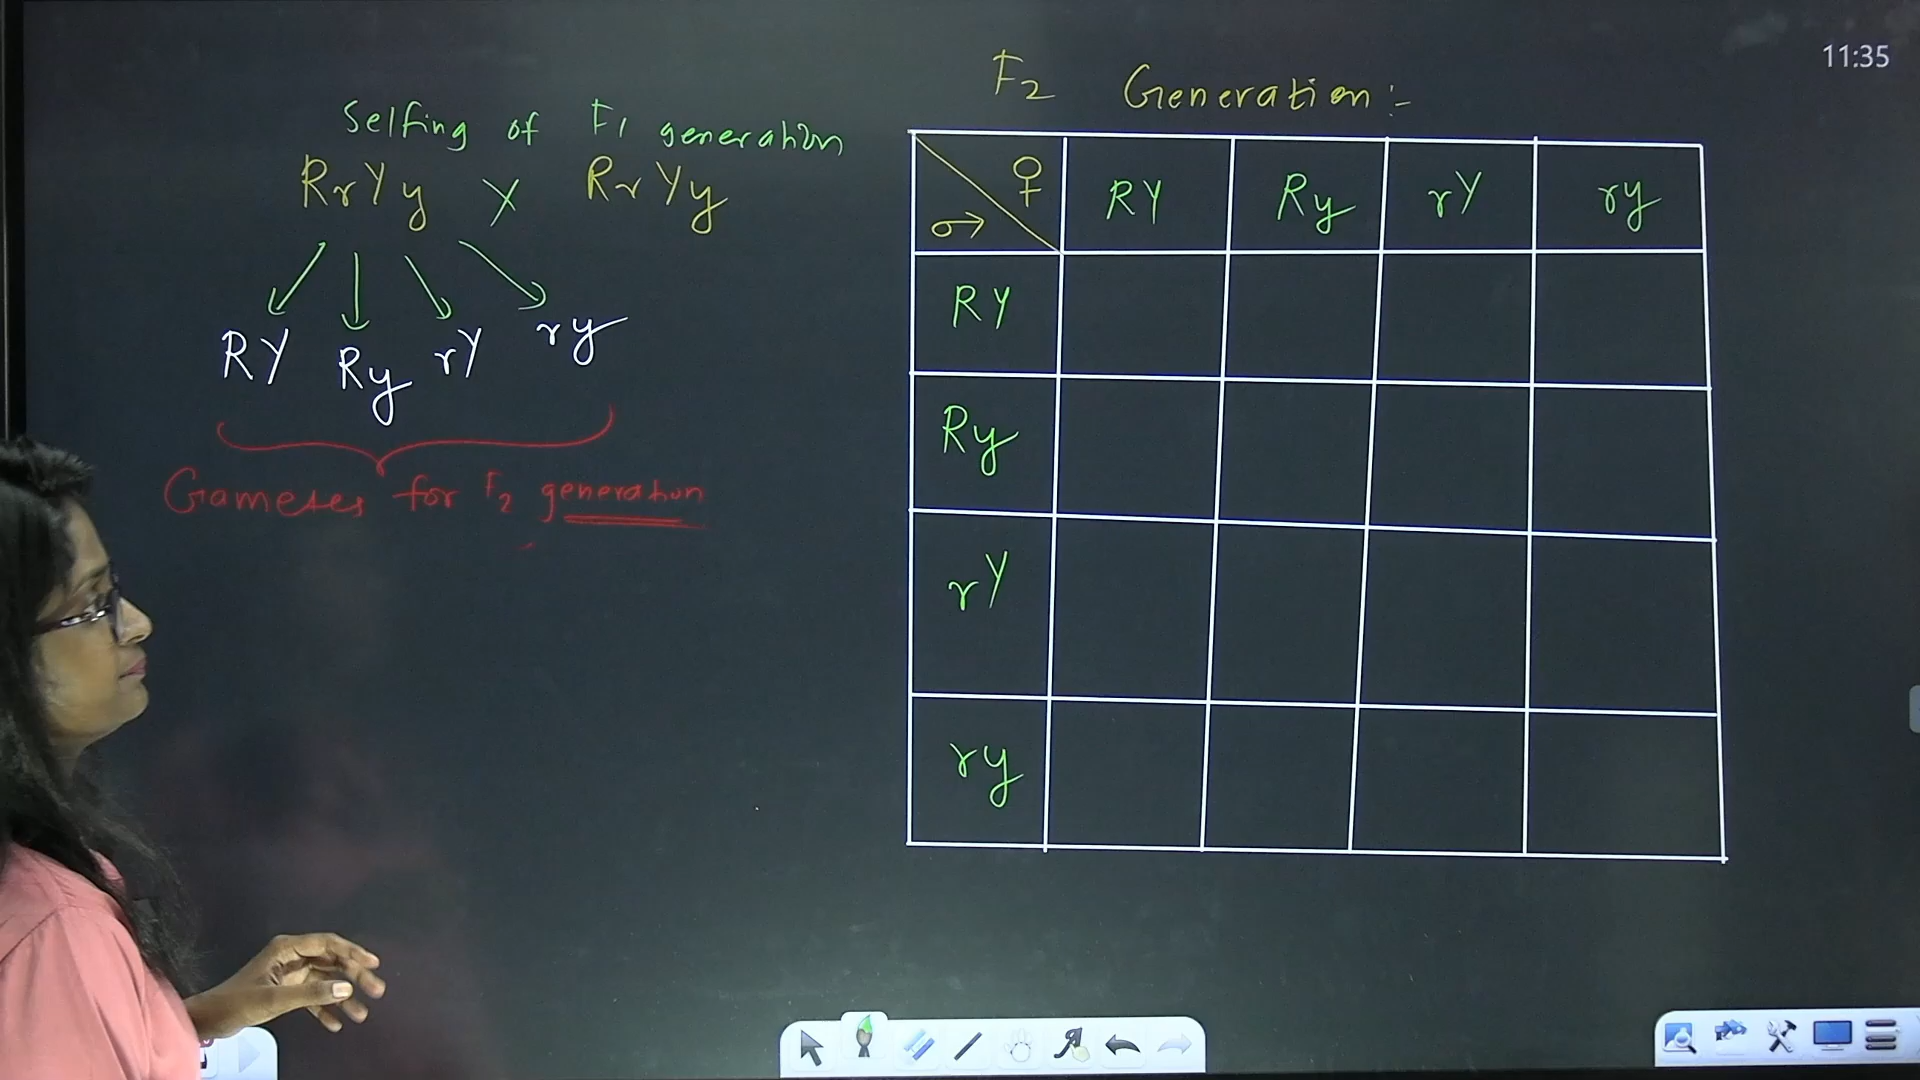 11:35
Selfing of F1 generation
RrYy X RrYy
RY Ry rY ry
Gametes for F2 generation
F2 Generation :-
♀ RY Ry rY ry
♂
RY
Ry
rY
ry